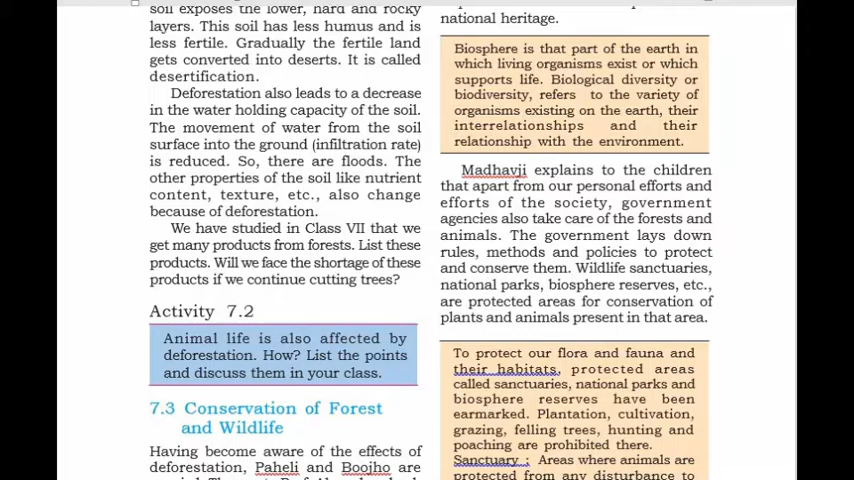 soil exposes the lower, hard and rocky
layers. This soil has less humus and is
less fertile. Gradually the fertile land
gets converted into deserts. It is called
desertification.
Deforestation also leads to a decrease
in the water holding capacity of the soil.
The movement of water from the soil
surface into the ground (infiltration rate)
is reduced. So, there are floods. The
other properties of the soil like nutrient
content, texture, etc., also change
because of deforestation.
We have studied in Class VII that we
get many products from forests. List these
products. Will we face the shortage of these
products if we continue cutting trees?
Activity 7.2
Animal life is also affected by
deforestation. How? List the points
and discuss them in your class.
7.3 Conservation of Forest
and Wildlife
Having become aware of the effects of
deforestation, Paheli and Boojho are
national heritage.
Biosphere is that part of the earth in
which living organisms exist or which
supports life. Biological diversity or
biodiversity, refers to the variety of
organisms existing on the earth, their
interrelationships and their
relationship with the environment.
Madhavji explains to the children
that apart from our personal efforts and
efforts of the society, government
agencies also take care of the forests and
animals. The government lays down
rules, methods and policies to protect
and conserve them. Wildlife sanctuaries,
national parks, biosphere reserves, etc.,
are protected areas for conservation of
plants and animals present in that area.
To protect our flora and fauna and
their habitats, protected areas
called sanctuaries, national parks and
biosphere reserves have been
earmarked. Plantation, cultivation,
grazing, felling trees, hunting and
poaching are prohibited there.
Sanctuary : Areas where animals are
protected from any disturbance to